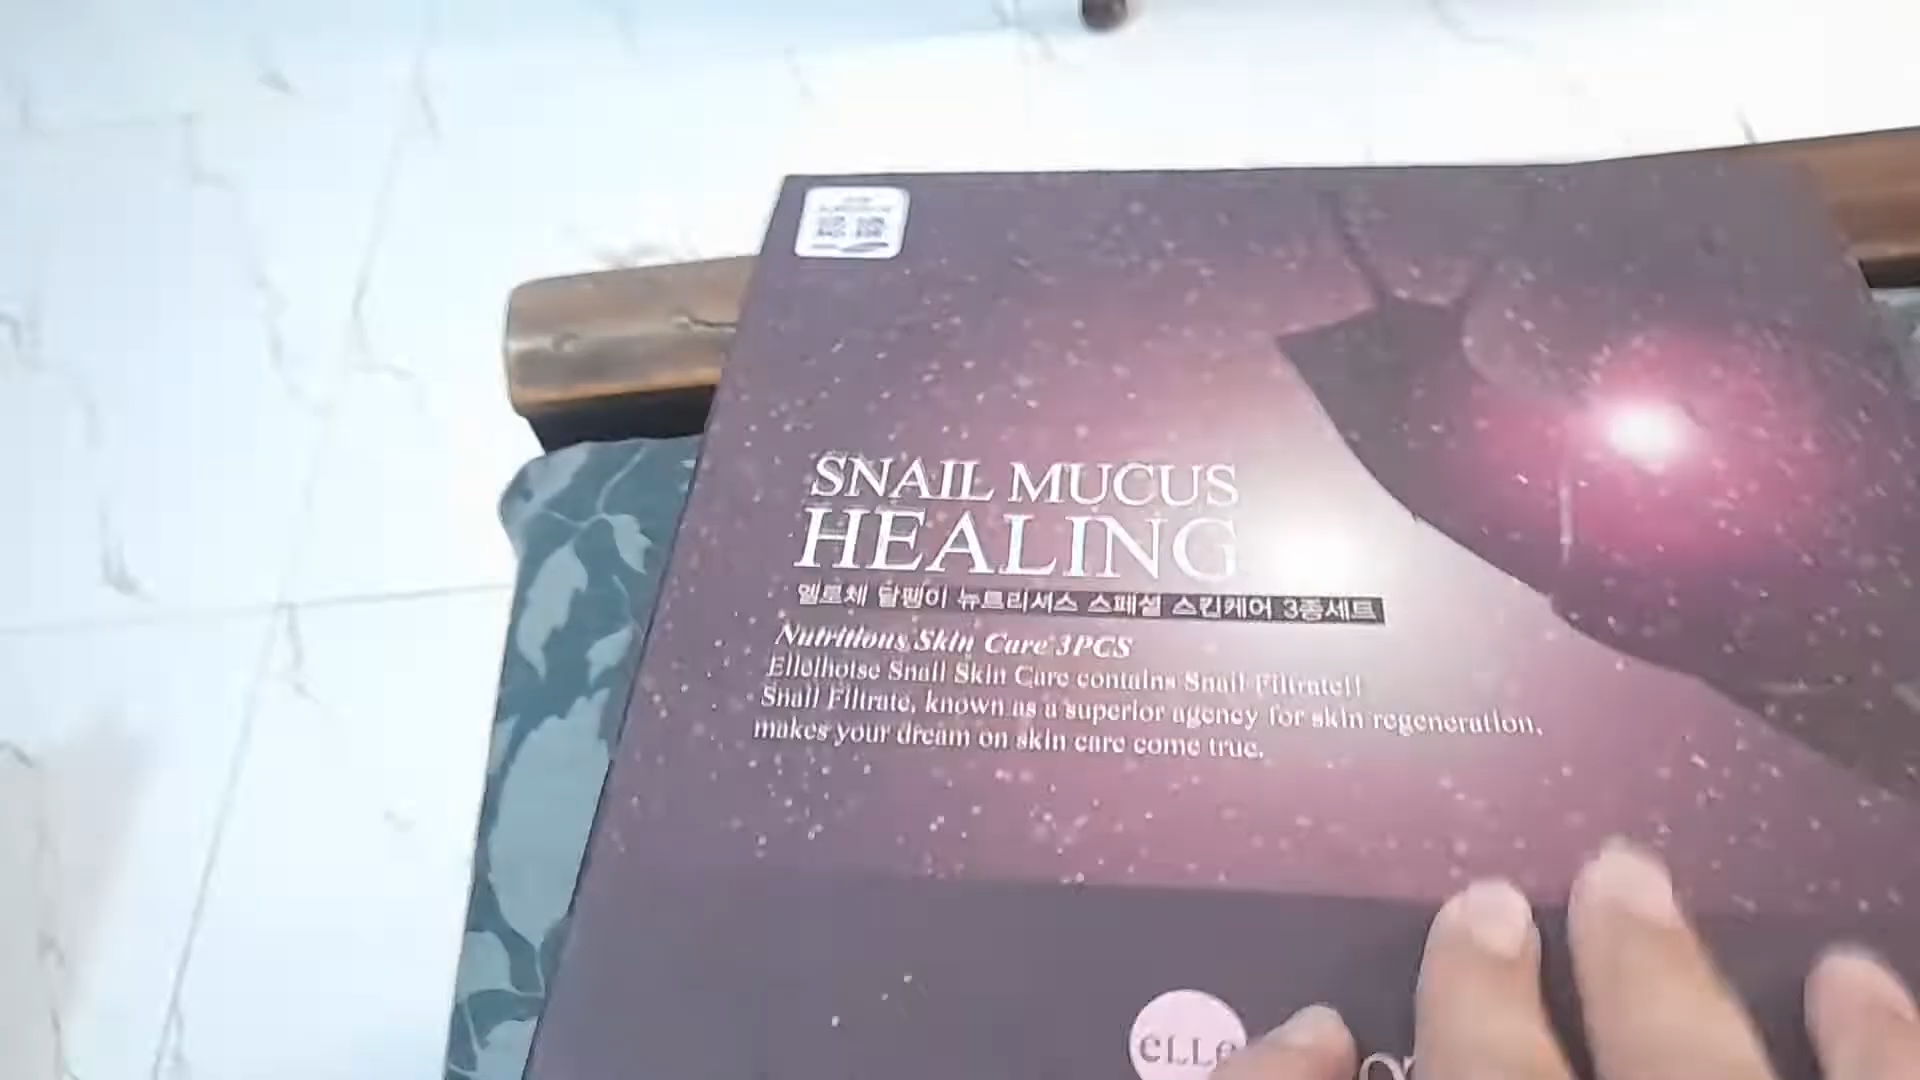 SNAIL MUCUS
HEALING
엘로체 달팽이 뉴트리셔스 스페셜 스킨케어 3종세트
Nutritious Skin Care 3PCS
Ellelhotse Snail Skin Care contains Snail Filtrate!!
Snail Filtrate, known as a superior agency for skin regeneration,
makes your dream on skin care come true.
eLLe